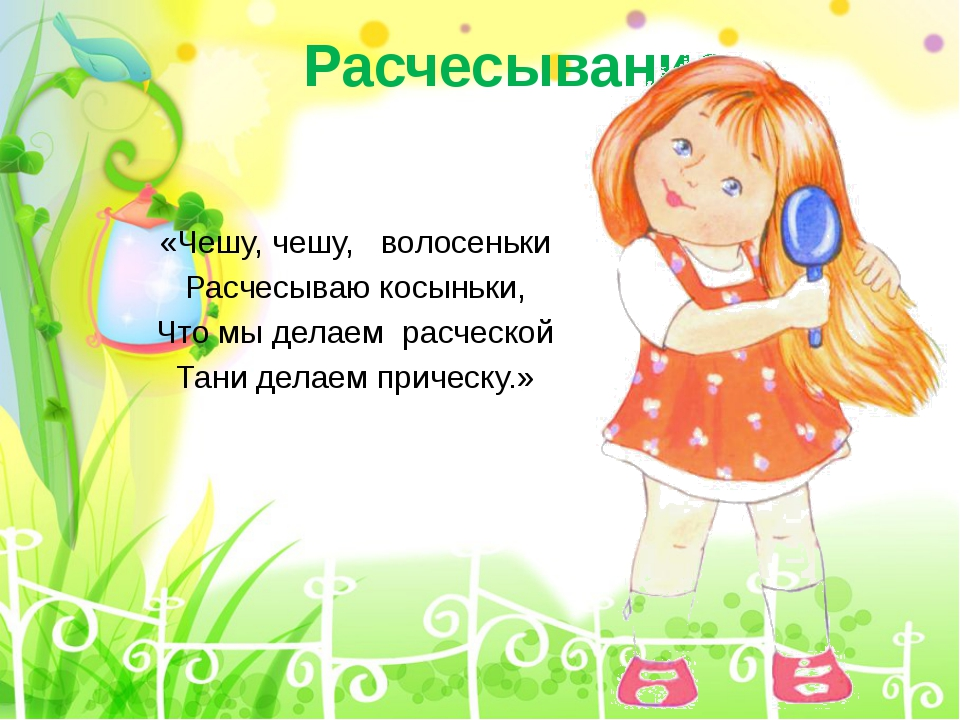 Расчесывани
«Чешу, чешу, волосеньки
Расчесываю косыньки,
Что мы делаем расческой
Тани делаем прическу.»